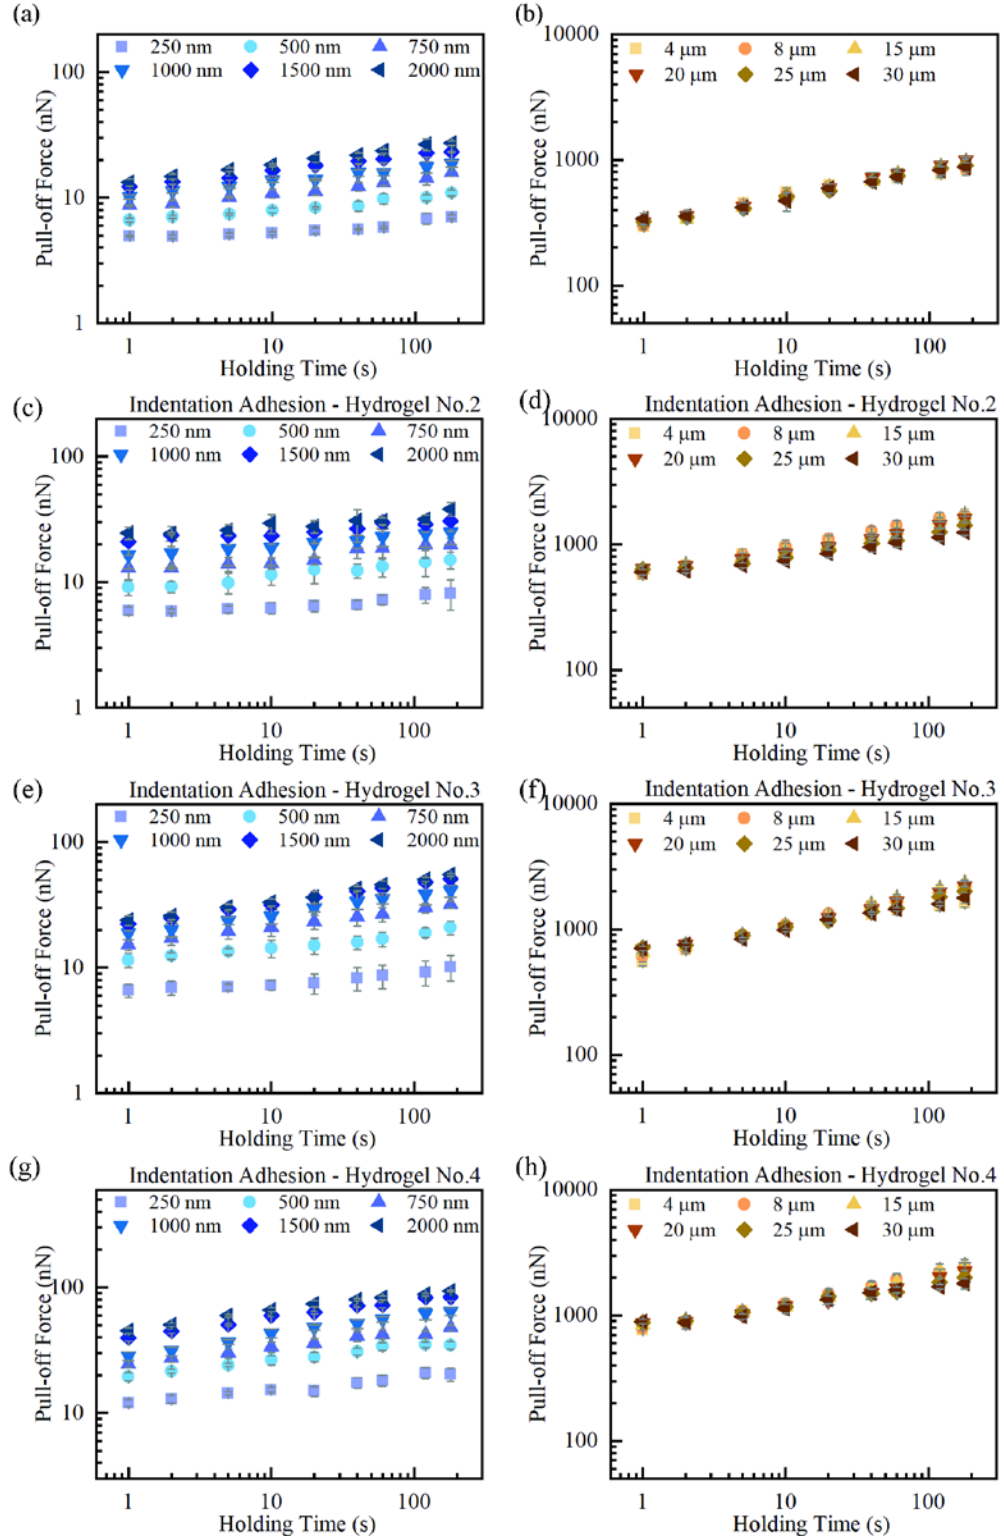 (a)
250 nm 500 nm 750 nm
1000 nm 1500 nm 2000 nm
100
10
1
Pull-off Force (nN)
1 10 100
Holding Time (s)
(b)
4 μm 8 μm 15 μm
20 μm 25 μm 30 μm
10000
1000
100
Pull-off Force (nN)
1 10 100
Holding Time (s)
(c)
Indentation Adhesion - Hydrogel No.2
250 nm 500 nm 750 nm
1000 nm 1500 nm 2000 nm
100
10
1
Pull-off Force (nN)
1 10 100
Holding Time (s)
(d)
Indentation Adhesion - Hydrogel No.2
4 μm 8 μm 15 μm
20 μm 25 μm 30 μm
10000
1000
100
Pull-off Force (nN)
1 10 100
Holding Time (s)
(e)
Indentation Adhesion - Hydrogel No.3
250 nm 500 nm 750 nm
1000 nm 1500 nm 2000 nm
100
10
1
Pull-off Force (nN)
1 10 100
Holding Time (s)
(f)
Indentation Adhesion - Hydrogel No.3
4 μm 8 μm 15 μm
20 μm 25 μm 30 μm
10000
1000
100
Pull-off Force (nN)
1 10 100
Holding Time (s)
(g)
Indentation Adhesion - Hydrogel No.4
250 nm 500 nm 750 nm
1000 nm 1500 nm 2000 nm
100
10
Pull-off Force (nN)
1 10 100
Holding Time (s)
(h)
Indentation Adhesion - Hydrogel No.4
4 μm 8 μm 15 μm
20 μm 25 μm 30 μm
10000
1000
100
Pull-off Force (nN)
1 10 100
Holding Time (s)